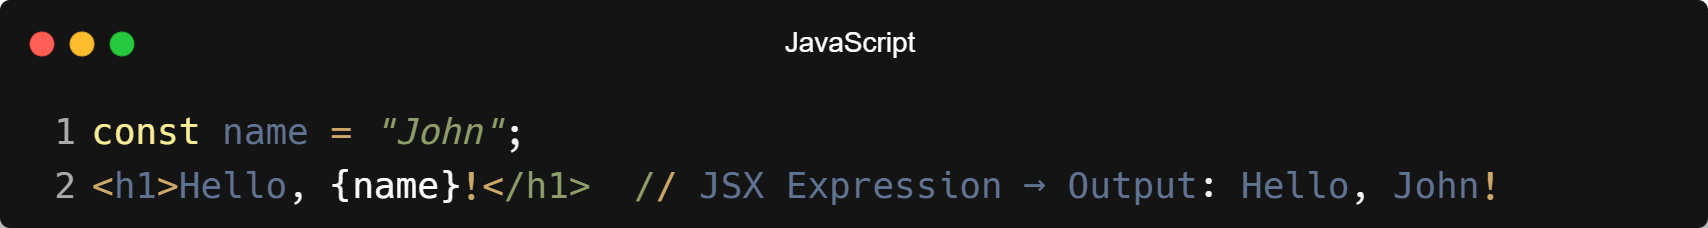 JavaScript
1 const name = "John";
2 <h1>Hello, {name}!</h1>  // JSX Expression → Output: Hello, John!